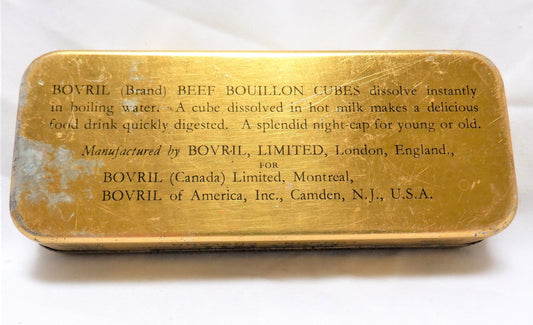 BOVRIL (Brand) BEEF BOUILLON CUBES dissolve instantly
in boiling water. A cube dissolved in hot milk makes a delicious
food drink quickly digested. A splendid night-cap for young or old.
Manufactured by BOVRIL, LIMITED, London, England.,
FOR
BOVRIL (Canada) Limited, Montreal,
BOVRIL of America, Inc., Camden, N.J., U.S.A.